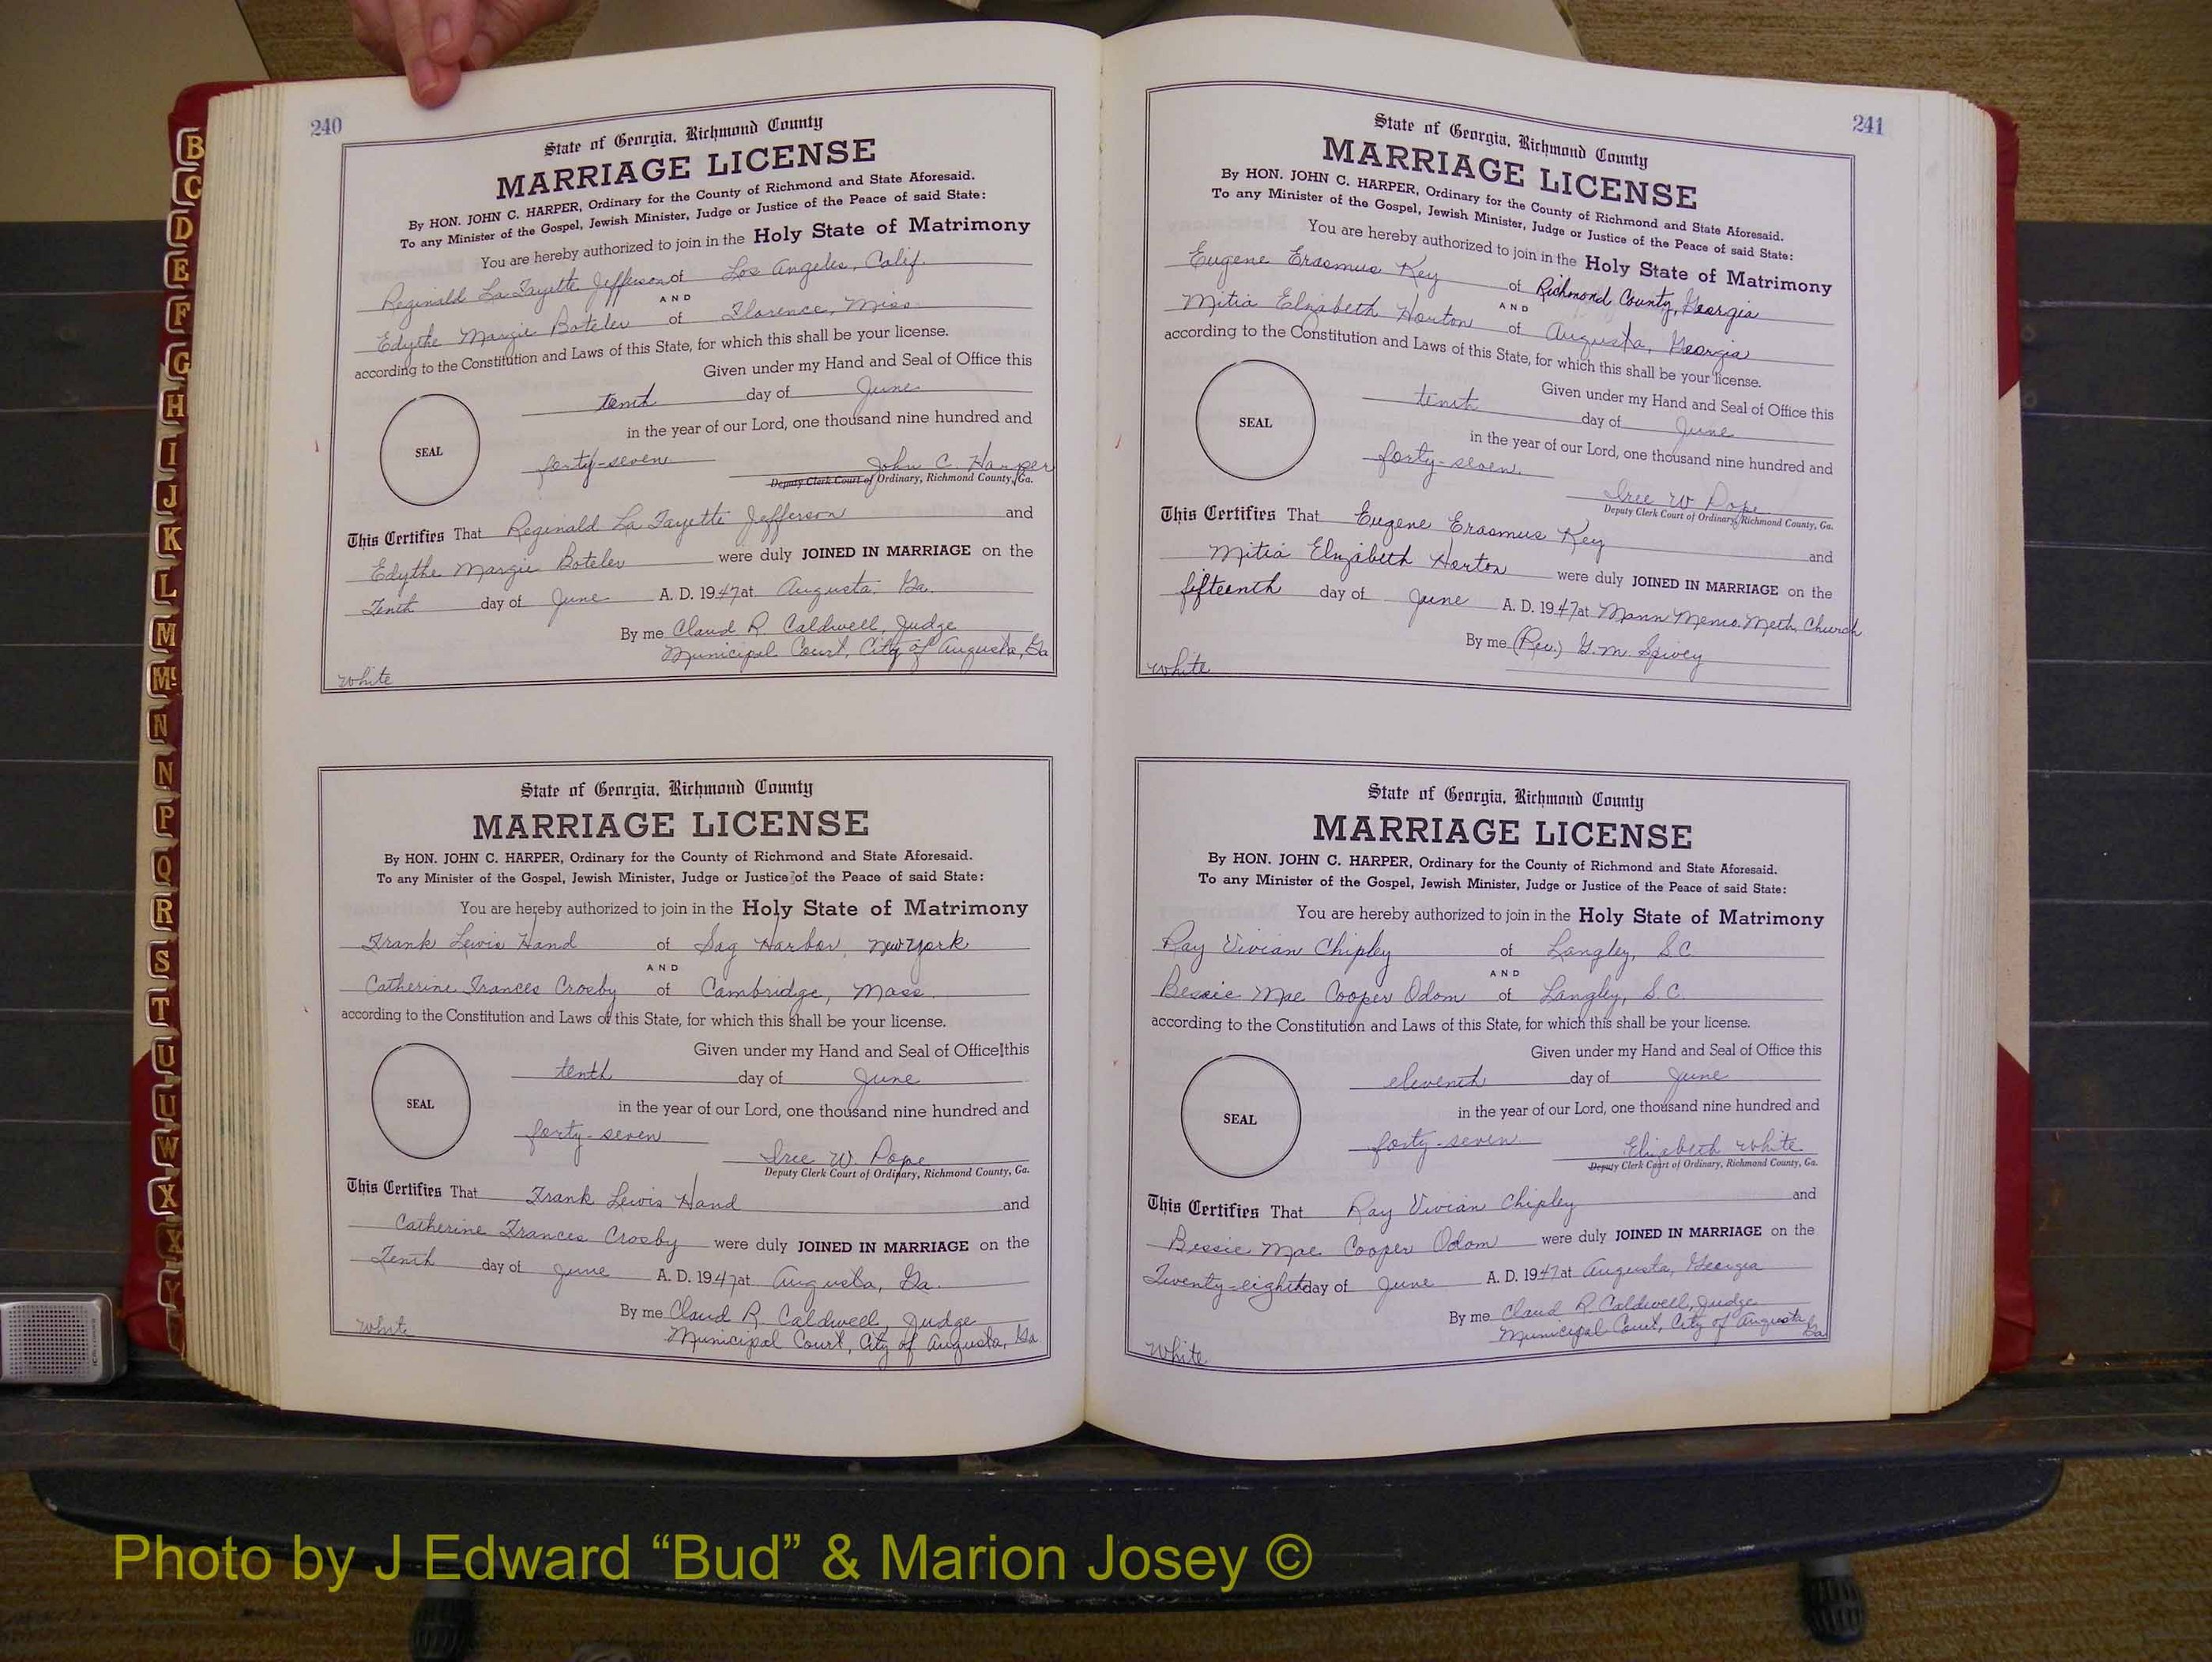 240
State of Georgia, Richmond County
MARRIAGE LICENSE
By HON. JOHN C. HARPER, Ordinary for the County of Richmond and State Aforesaid.
To any Minister of the Gospel, Jewish Minister, Judge or Justice of the Peace of said State:
You are hereby authorized to join in the Holy State of Matrimony
Reginald La Fayette Jefferson of Los Angeles, Calif.
AND
Edythe Margie Boteler of Florence, Miss.
according to the Constitution and Laws of this State, for which this shall be your license.
Given under my Hand and Seal of Office this
tenth day of June
in the year of our Lord, one thousand nine hundred and
SEAL
forty-seven John C. Harper
Deputy Clerk Court of Ordinary, Richmond County, Ga.
This Certifies That Reginald La Fayette Jefferson and
Edythe Margie Boteler were duly JOINED IN MARRIAGE on the
Tenth day of June A. D. 1947 at Augusta, Ga.
By me Claud R. Caldwell, Judge
Municipal Court, City of Augusta, Ga
White
State of Georgia, Richmond County
MARRIAGE LICENSE
By HON. JOHN C. HARPER, Ordinary for the County of Richmond and State Aforesaid.
To any Minister of the Gospel, Jewish Minister, Judge or Justice of the Peace of said State:
You are hereby authorized to join in the Holy State of Matrimony
Frank Lewis Hand of Sag Harbor, New York
AND
Catherine Frances Crosby of Cambridge, Mass.
according to the Constitution and Laws of this State, for which this shall be your license.
Given under my Hand and Seal of Office this
tenth day of June
SEAL
in the year of our Lord, one thousand nine hundred and
forty-seven Iree W. Pope
Deputy Clerk Court of Ordinary, Richmond County, Ga.
This Certifies That Frank Lewis Hand and
Catherine Frances Crosby were duly JOINED IN MARRIAGE on the
Tenth day of June A. D. 1947 at Augusta, Ga.
By me Claud R. Caldwell, Judge
Municipal Court, City of Augusta, Ga
White
241
State of Georgia, Richmond County
MARRIAGE LICENSE
By HON. JOHN C. HARPER, Ordinary for the County of Richmond and State Aforesaid.
To any Minister of the Gospel, Jewish Minister, Judge or Justice of the Peace of said State:
You are hereby authorized to join in the Holy State of Matrimony
Eugene Erasmus Key of Richmond County, Georgia
AND
Mitia Elizabeth Horton of Augusta, Georgia
according to the Constitution and Laws of this State, for which this shall be your license.
Given under my Hand and Seal of Office this
tenth day of June
SEAL
in the year of our Lord, one thousand nine hundred and
forty-seven Iree W Pope
Deputy Clerk Court of Ordinary, Richmond County, Ga.
This Certifies That Eugene Erasmus Key and
Mitia Elizabeth Horton were duly JOINED IN MARRIAGE on the
fifteenth day of June A. D. 1947 at Mann Memo. Meth. Church
By me (Rev.) G. M. Spivey
White
State of Georgia, Richmond County
MARRIAGE LICENSE
By HON. JOHN C. HARPER, Ordinary for the County of Richmond and State Aforesaid.
To any Minister of the Gospel, Jewish Minister, Judge or Justice of the Peace of said State:
You are hereby authorized to join in the Holy State of Matrimony
Ray Vivian Chipley of Langley, S.C.
AND
Bessie Mae Cooper Odom of Langley, S.C.
according to the Constitution and Laws of this State, for which this shall be your license.
Given under my Hand and Seal of Office this
eleventh day of June
SEAL
in the year of our Lord, one thousand nine hundred and
forty-seven Elizabeth White
Deputy Clerk Court of Ordinary, Richmond County, Ga.
This Certifies That Ray Vivian Chipley and
Bessie Mae Cooper Odom were duly JOINED IN MARRIAGE on the
Twenty-eighth day of June A. D. 1947 at Augusta, Georgia
By me Claud R. Caldwell, Judge
Municipal Court, City of Augusta, Ga
White
B
C
D
E
F
G
H
I
J
K
L
M
Mc
N
N
P
Q
R
S
T
U
U
W
X
X
Y
Photo by J Edward “Bud” & Marion Josey ©